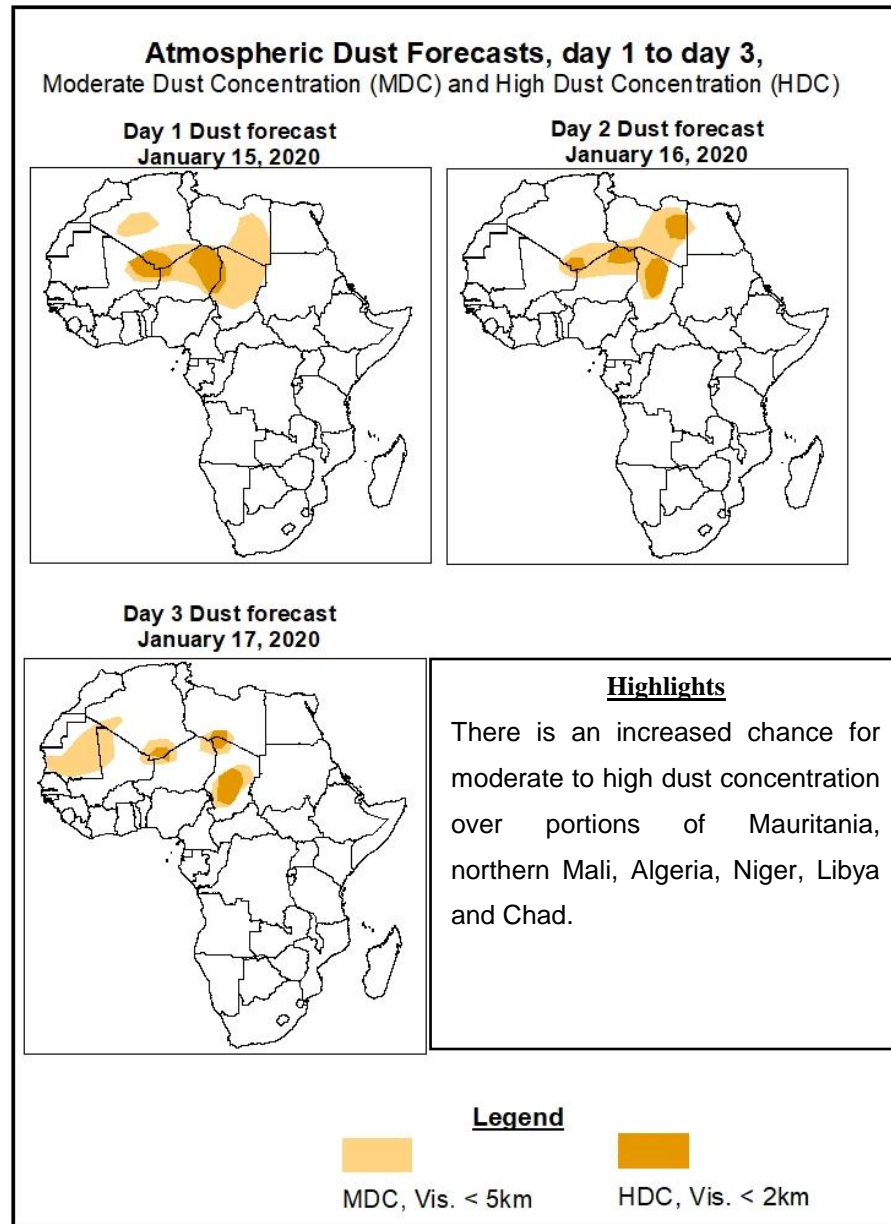 Atmospheric Dust Forecasts, day 1 to day 3,
Moderate Dust Concentration (MDC) and High Dust Concentration (HDC)
Day 1 Dust forecast
January 15, 2020
Day 2 Dust forecast
January 16, 2020
Day 3 Dust forecast
January 17, 2020
Highlights
There is an increased chance for
moderate to high dust concentration
over portions of Mauritania,
northern Mali, Algeria, Niger, Libya
and Chad.
Legend
MDC, Vis. < 5km
HDC, Vis. < 2km